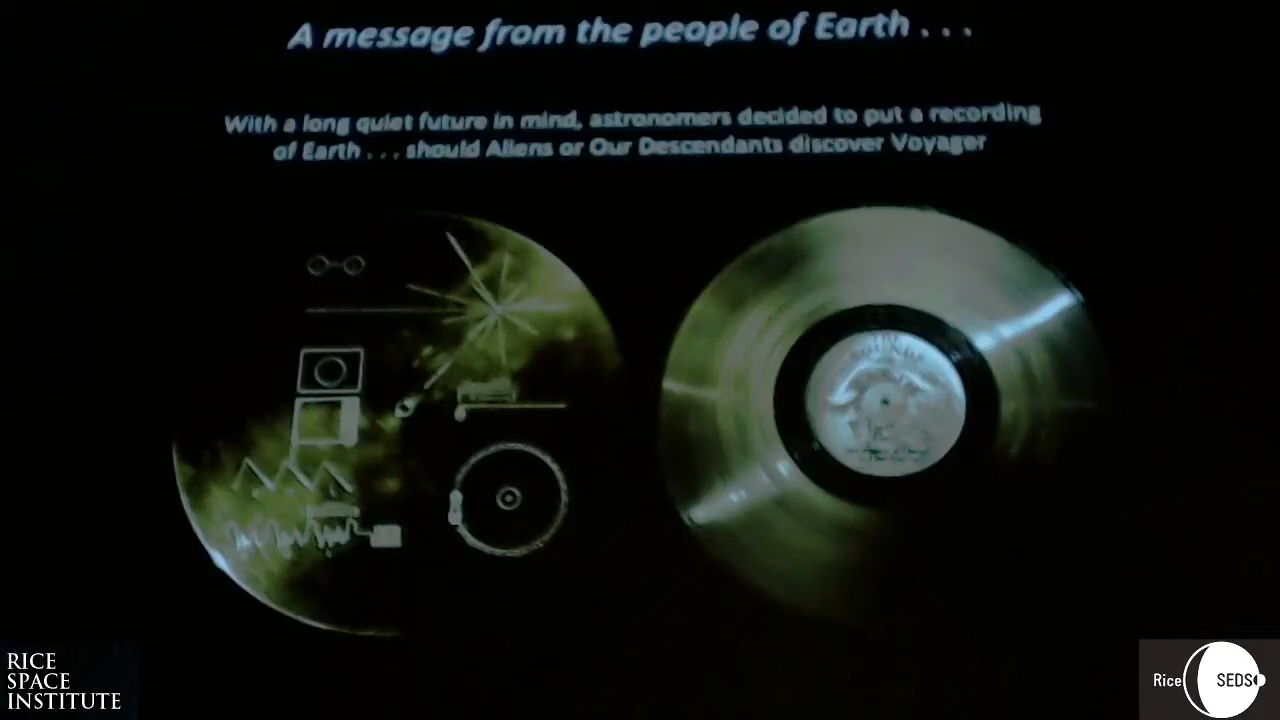 A message from the people of Earth . . .
With a long quiet future in mind, astronomers decided to put a recording
of Earth . . . should Aliens or Our Descendants discover Voyager
RICE
SPACE
INSTITUTE
Rice SEDS